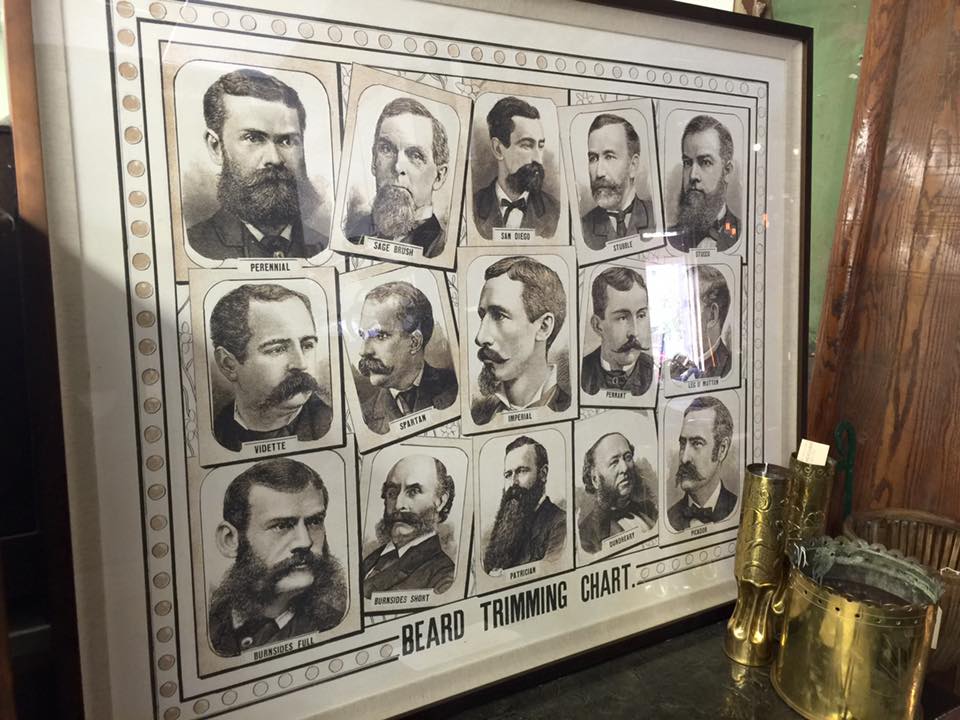 PERENNIAL
SAGE BRUSH
SAN DIEGO
STUBBLE
STUCCO
VIDETTE
SPARTAN
IMPERIAL
PENNANT
LEG O' MUTTON
BURNSIDES FULL
BURNSIDES SHORT
PATRICIAN
DUNDREARY
PICADOR
BEARD TRIMMING CHART.